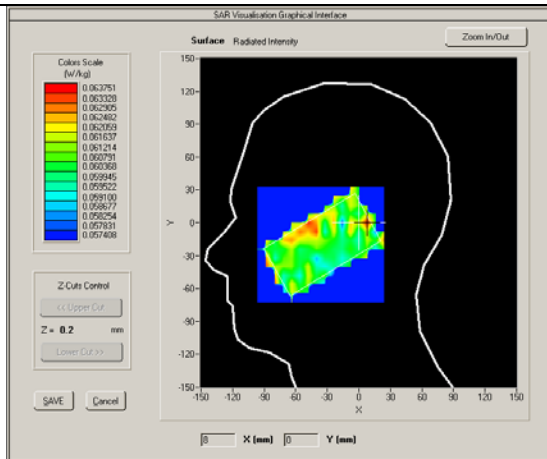 SAR Visualisation Graphical Interface
Surface Radiated Intensity
Zoom In/Out
Colors Scale
(W/kg)
0.063751
0.063328
0.062905
0.062482
0.062059
0.061637
0.061214
0.060791
0.060368
0.059945
0.059522
0.059100
0.058677
0.058254
0.057831
0.057408
Z-Cuts Control
<< Upper Cut
Z = 0.2 mm
Lower Cut >>
SAVE Cancel
150-
120-
90-
60-
30-
0-
-30-
-60-
-90-
-120-
-150-
Y
-150 -120 -90 -60 -30 0 30 60 90 120 150
X
8 X (mm) 0 Y (mm)